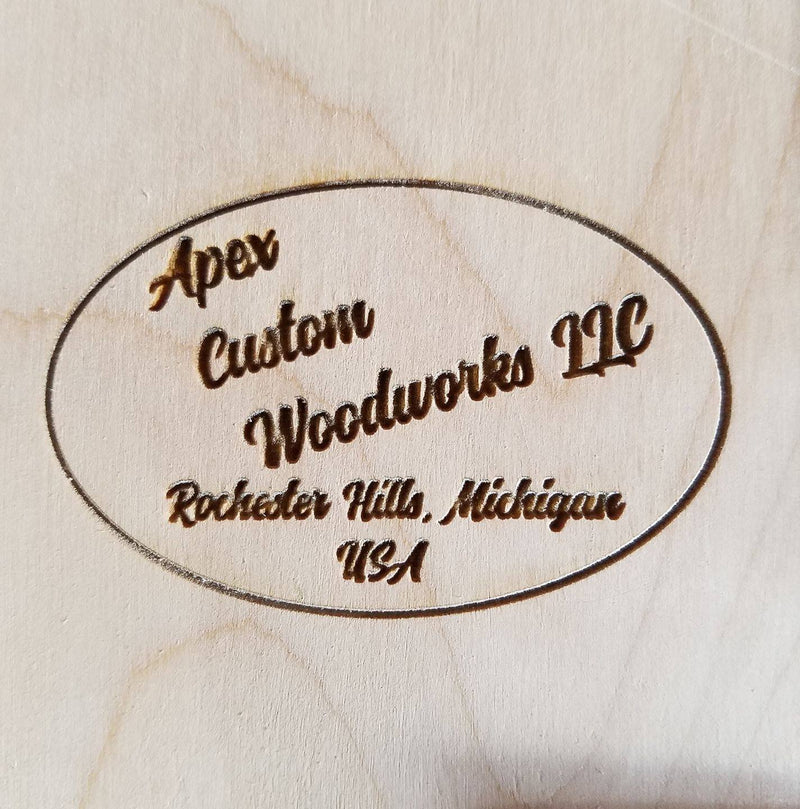 Apex
Custom
Woodworks LLC
Rochester Hills, Michigan
USA